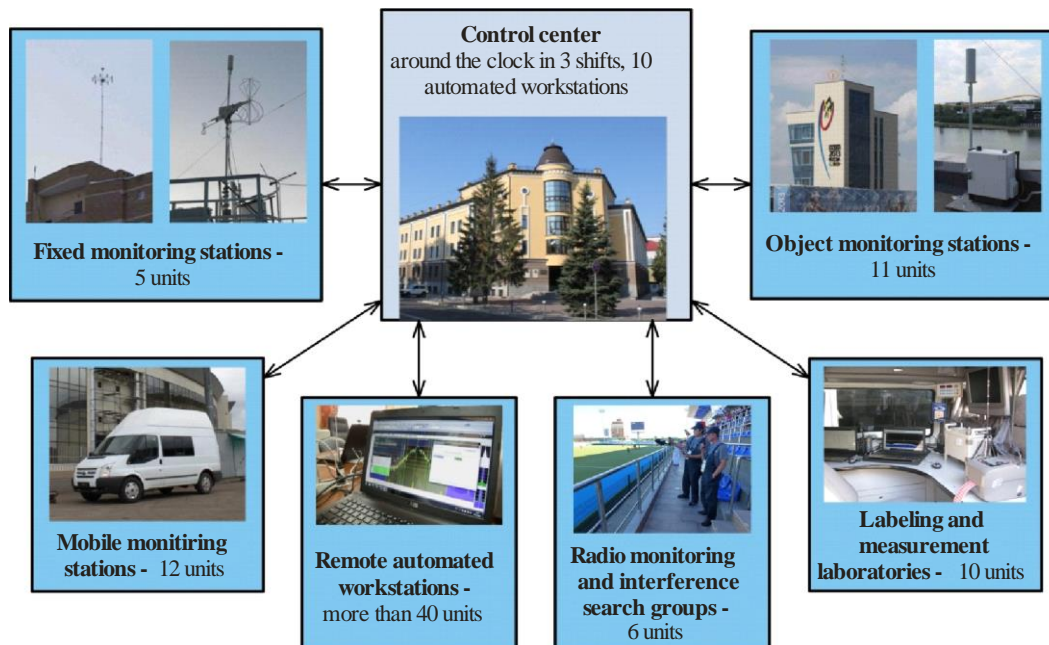 Control center
around the clock in 3 shifts, 10
automated workstations
Fixed monitoring stations -
5 units
Object monitoring stations -
11 units
Mobile monitiring
stations - 12 units
Remote automated
workstations -
more than 40 units
Radio monitoring
and interference
search groups -
6 units
Labeling and
measurement
laboratories - 10 units